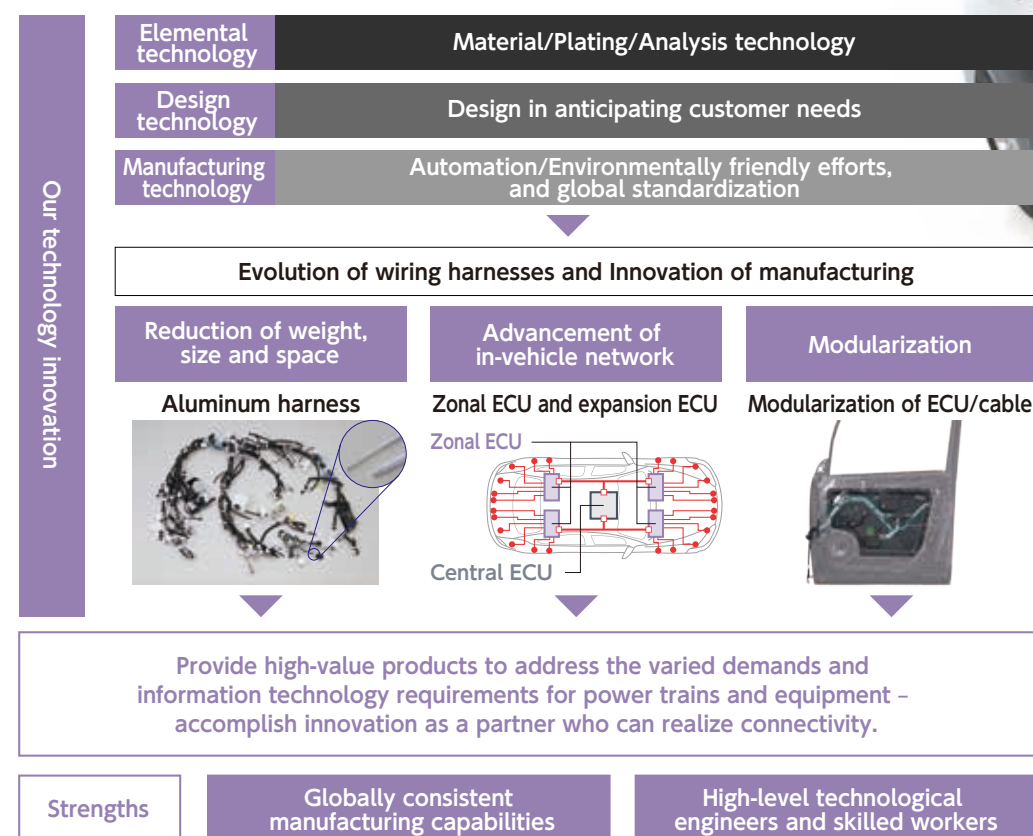 Our technology innovation
Elemental
technology
Material/Plating/Analysis technology
Design
technology
Design in anticipating customer needs
Manufacturing
technology
Automation/Environmentally friendly efforts,
and global standardization
Evolution of wiring harnesses and Innovation of manufacturing
Reduction of weight,
size and space
Advancement of
in-vehicle network
Modularization
Aluminum harness
Zonal ECU and expansion ECU
Modularization of ECU/cable
Zonal ECU
Central ECU
Provide high-value products to address the varied demands and
information technology requirements for power trains and equipment –
accomplish innovation as a partner who can realize connectivity.
Strengths
Globally consistent
manufacturing capabilities
High-level technological
engineers and skilled workers